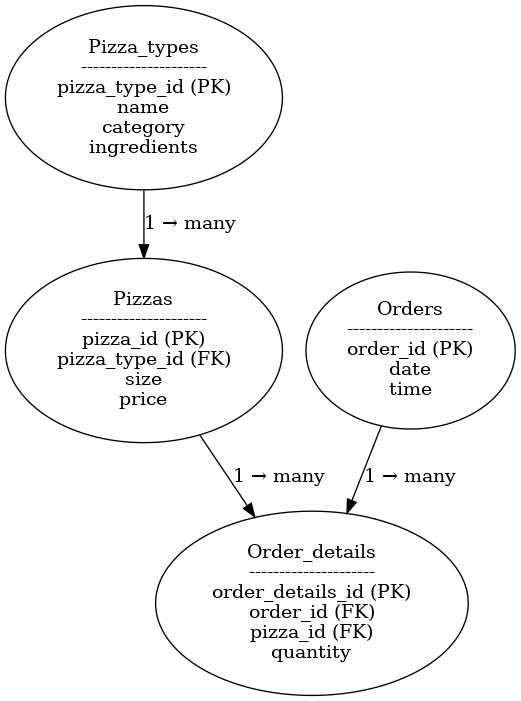 Pizza_types
---------------------
pizza_type_id (PK)
name
category
ingredients
1 → many
Pizzas
---------------------
pizza_id (PK)
pizza_type_id (FK)
size
price
Orders
---------------------
order_id (PK)
date
time
1 → many
1 → many
Order_details
---------------------
order_details_id (PK)
order_id (FK)
pizza_id (FK)
quantity